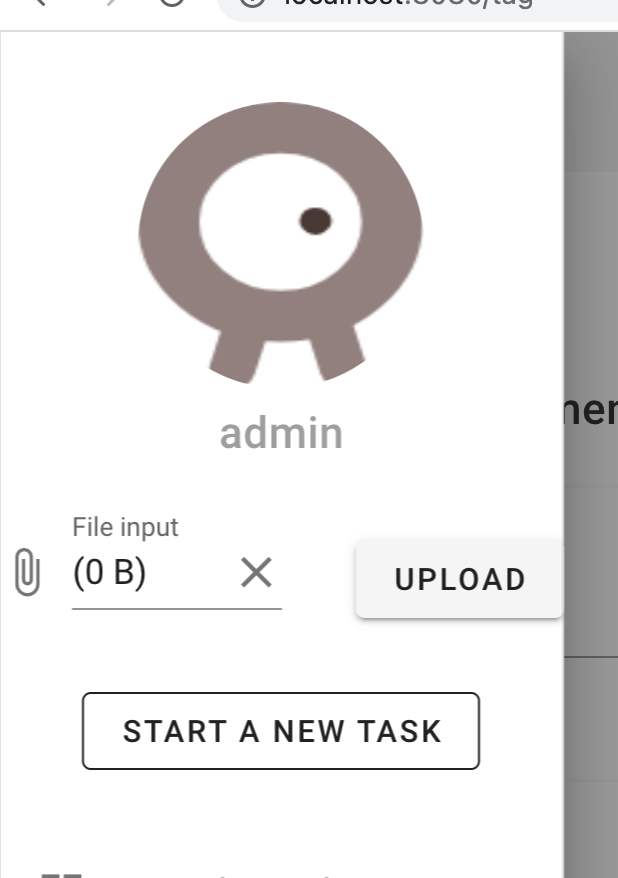 admin
File input
(0 B)
UPLOAD
START A NEW TASK